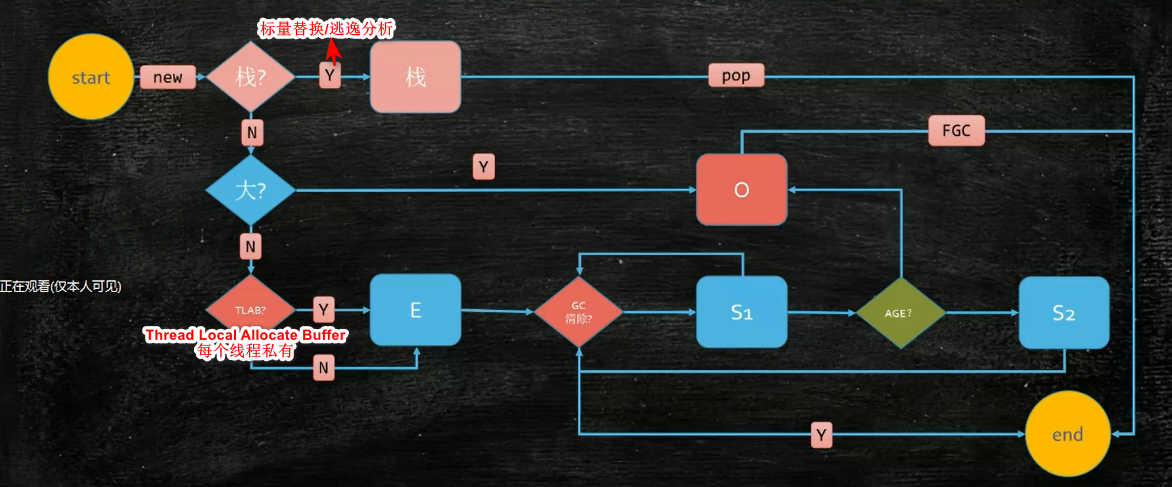 标量替换/逃逸分析
start
new
栈?
Y
栈
pop
N
FGC
大?
Y
O
N
正在观看(仅本人可见)
TLAB?
Y
E
GC
清除?
S1
AGE?
S2
Thread Local Allocate Buffer
每个线程私有
N
Y
end